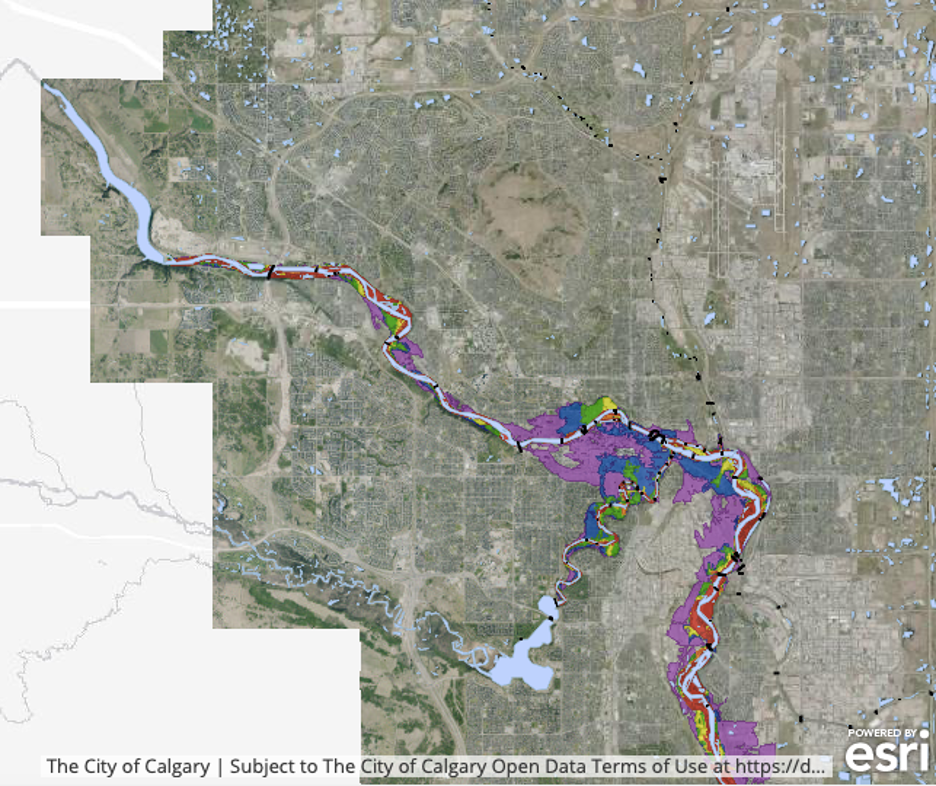 POWERED BY
esri
The City of Calgary | Subject to The City of Calgary Open Data Terms of Use at https://d...